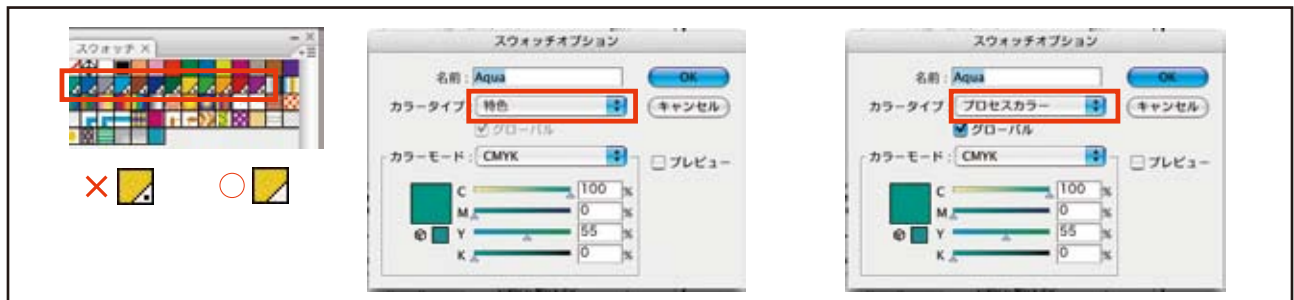 スウォッチ ×
× ○
スウォッチオプション
名前 : Aqua
OK
カラータイプ : 特色
キャンセル
グローバル
カラーモード : CMYK
プレビュー
C 100 %
M 0 %
Y 55 %
K 0 %
スウォッチオプション
名前 : Aqua
OK
カラータイプ : プロセスカラー
キャンセル
グローバル
カラーモード : CMYK
プレビュー
C 100 %
M 0 %
Y 55 %
K 0 %